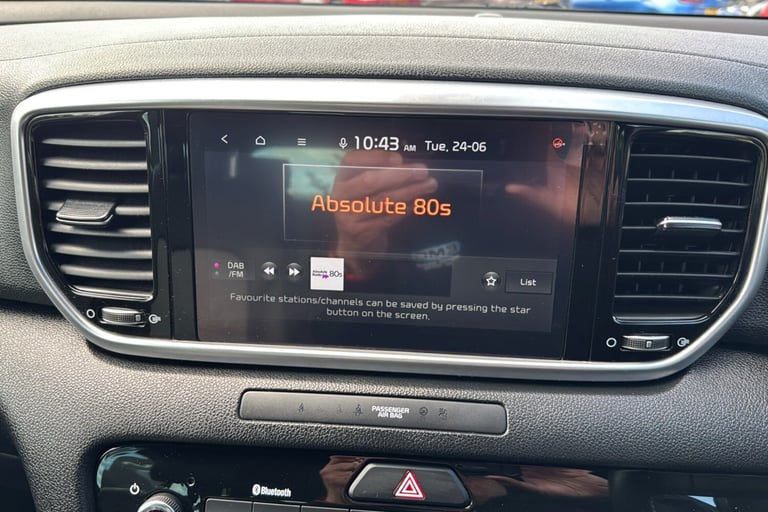 10:43 AM Tue, 24-06
Absolute 80s
DAB
/FM
Absolute
Radio 80s
List
Favourite stations/channels can be saved by pressing the star
button on the screen.
PASSENGER
AIR BAG
Bluetooth